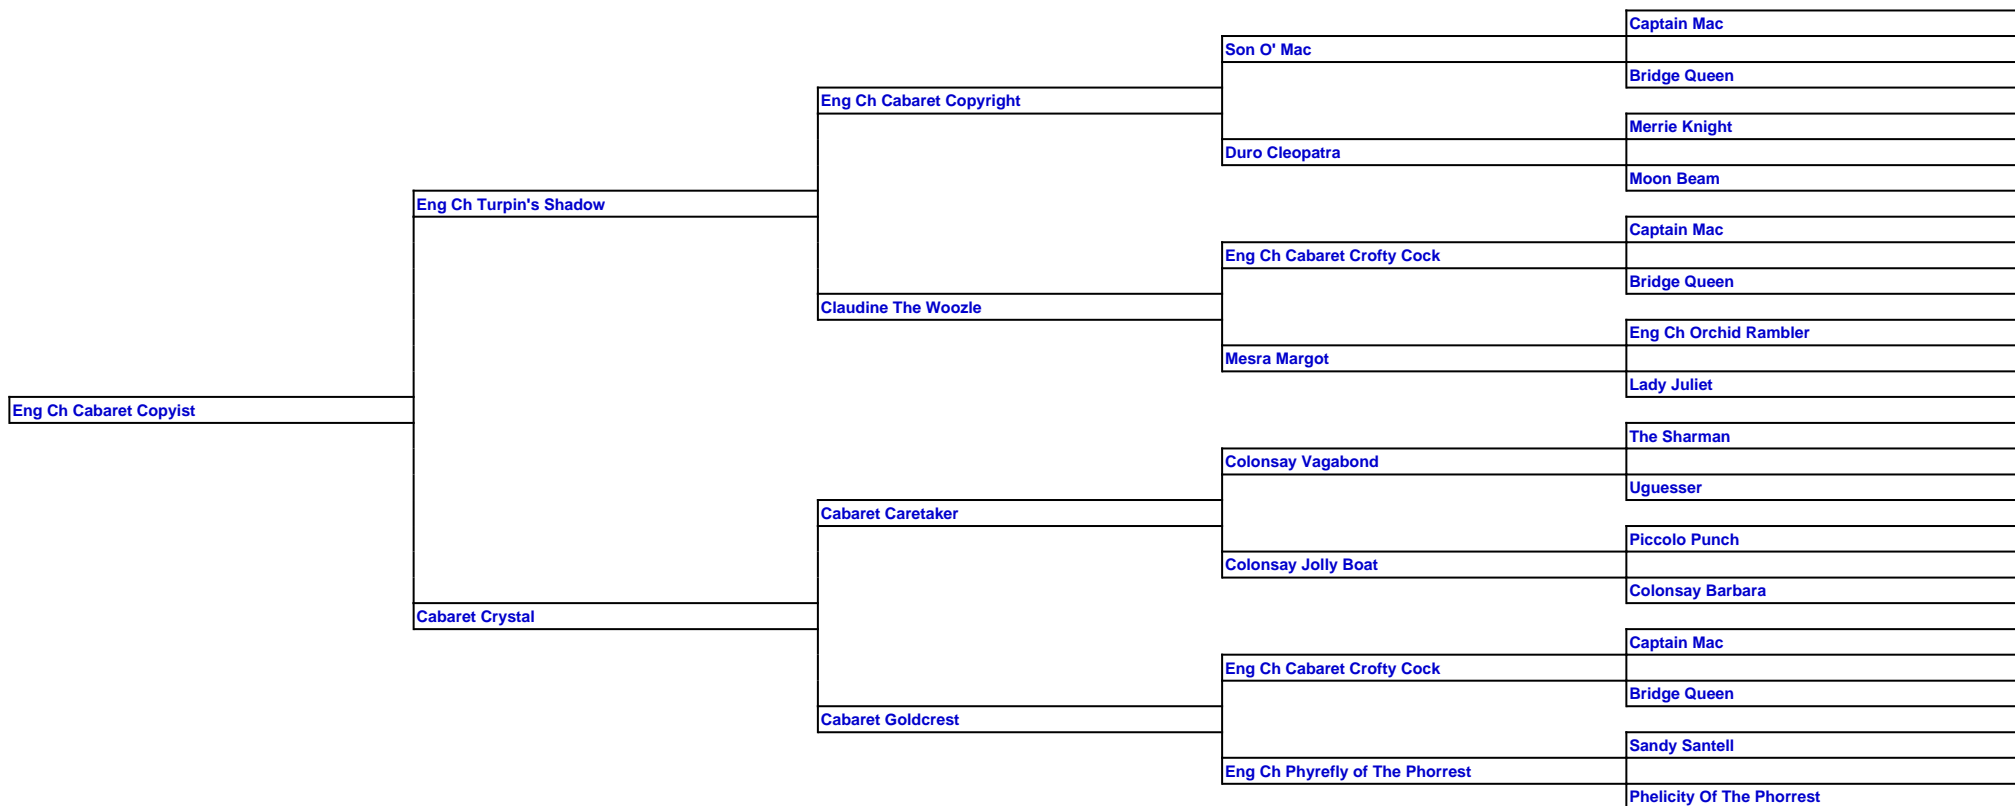 Captain Mac
Son O' Mac
Bridge Queen
Eng Ch Cabaret Copyright
Merrie Knight
Duro Cleopatra
Moon Beam
Eng Ch Turpin's Shadow
Captain Mac
Eng Ch Cabaret Crofty Cock
Bridge Queen
Claudine The Woozle
Eng Ch Orchid Rambler
Mesra Margot
Lady Juliet
Eng Ch Cabaret Copyist
The Sharman
Colonsay Vagabond
Uguesser
Cabaret Caretaker
Piccolo Punch
Colonsay Jolly Boat
Colonsay Barbara
Cabaret Crystal
Captain Mac
Eng Ch Cabaret Crofty Cock
Bridge Queen
Cabaret Goldcrest
Sandy Santell
Eng Ch Phyrefly of The Phorrest
Phelicity Of The Phorrest